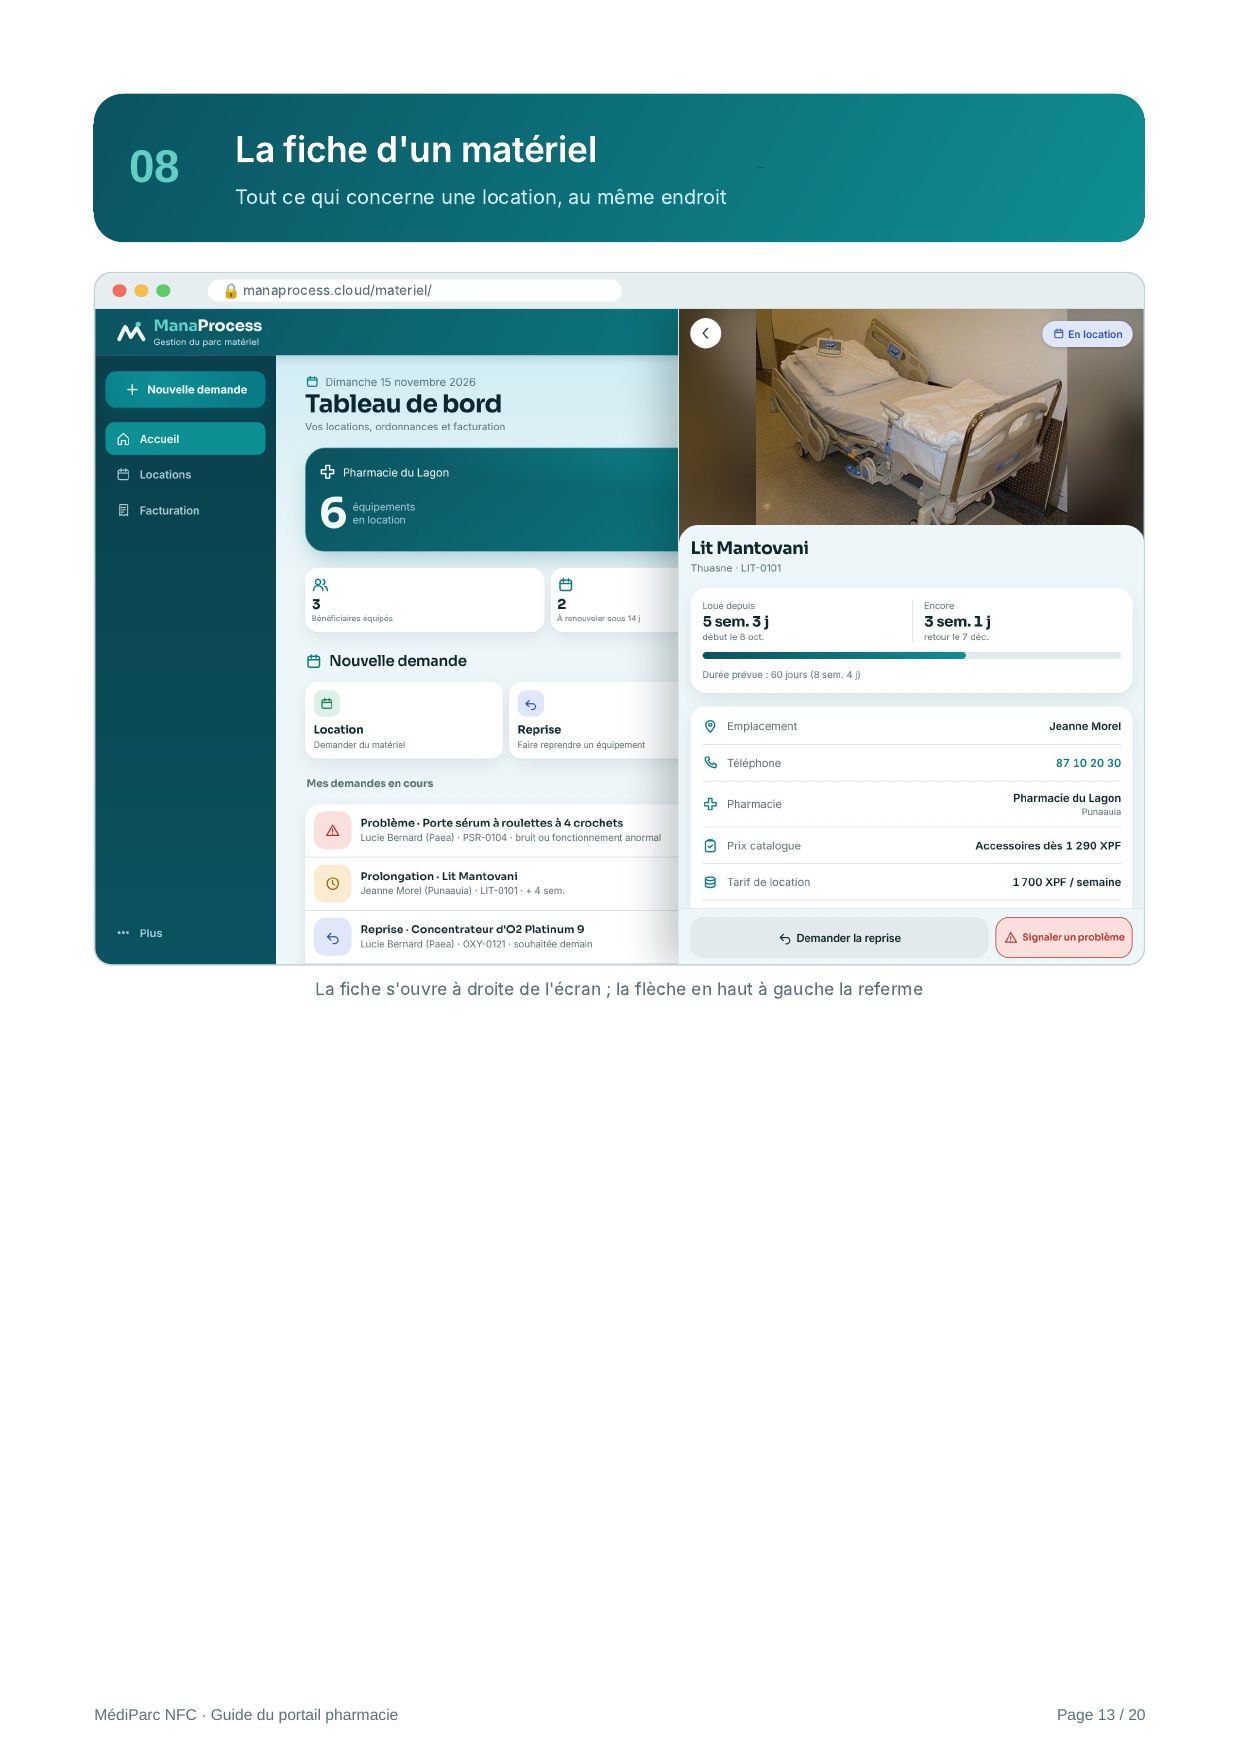 08
La fiche d'un matériel
Tout ce qui concerne une location, au même endroit
manaprocess.cloud/materiel/
ManaProcess
Gestion du parc matériel
Nouvelle demande
Accueil
Locations
Facturation
Plus
Dimanche 15 novembre 2026
Tableau de bord
Vos locations, ordonnances et facturation
Pharmacie du Lagon
6 équipements
en location
3
Bénéficiaires équipés
2
À renouveler sous 14 j
Nouvelle demande
Location
Demander du matériel
Reprise
Faire reprendre un équipement
Mes demandes en cours
Problème · Porte sérum à roulettes à 4 crochets
Lucie Bernard (Paea) · PSR-0104 · bruit ou fonctionnement anormal
Prolongation · Lit Mantovani
Jeanne Morel (Punaauia) · LIT-0101 · + 4 sem.
Reprise · Concentrateur d'O2 Platinum 9
Lucie Bernard (Paea) · OXY-0121 · souhaitée demain
En location
Lit Mantovani
Thuasne · LIT-0101
Loué depuis
5 sem. 3 j
début le 8 oct.
Encore
3 sem. 1 j
retour le 7 déc.
Durée prévue : 60 jours (8 sem. 4 j)
Emplacement Jeanne Morel
Téléphone 87 10 20 30
Pharmacie Pharmacie du Lagon
Punaauia
Prix catalogue Accessoires dès 1 290 XPF
Tarif de location 1 700 XPF / semaine
Demander la reprise
Signaler un problème
La fiche s'ouvre à droite de l'écran ; la flèche en haut à gauche la referme
MédiParc NFC · Guide du portail pharmacie
Page 13 / 20